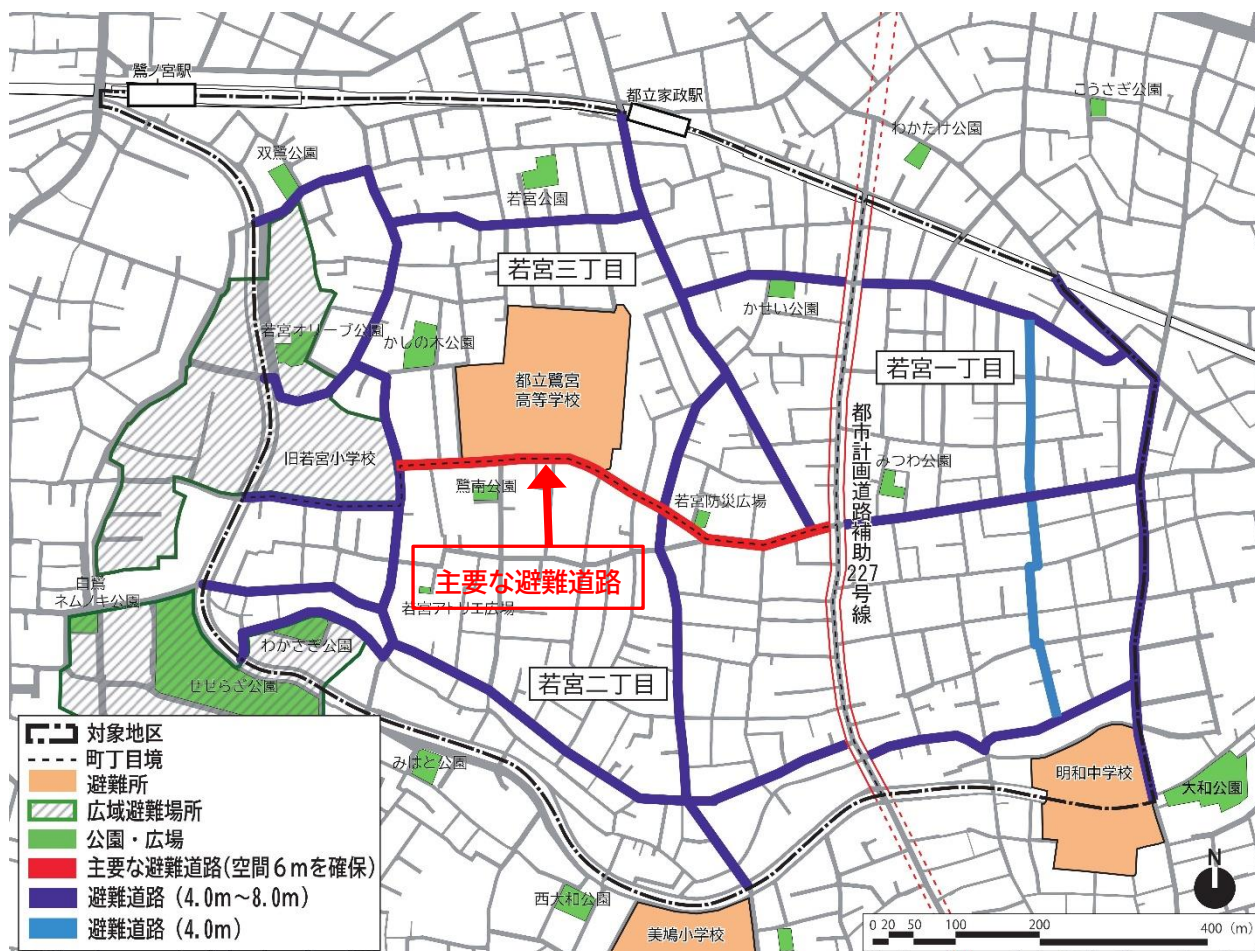 鷺ノ宮駅
都立家政駅
こうさぎ公園
わかたけ公園
双鷺公園
若宮公園
若宮三丁目
かせい公園
若宮オリーブ公園
かしの木公園
都立鷺宮
高等学校
若宮一丁目
都市計画道路補助227号線
旧若宮小学校
みつわ公園
鷺南公園
若宮防災広場
主要な避難道路
白鷺
ネムノキ公園
若宮アトリエ広場
わかさぎ公園
せせらぎ公園
若宮二丁目
みはと公園
明和中学校
大和公園
西大和公園
美鳩小学校
対象地区
町丁目境
避難所
広域避難場所
公園・広場
主要な避難道路(空間6mを確保)
避難道路(4.0m~8.0m)
避難道路(4.0m)
N
0 20 50 100 200 400 (m)